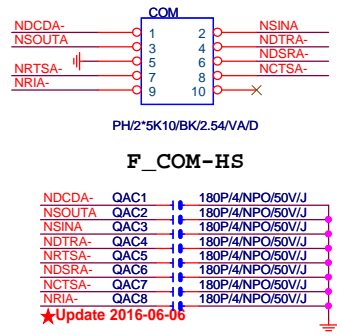 COM
NDCDA- 1 2 NSINA
NSOUTA 3 4 NDTRA-
5 6 NDSRA-
NRTSA- 7 8 NCTSA-
NRIA- 9 10
PH/2*5K10/BK/2.54/VA/D
F_COM-HS
NDCDA- QAC1 180P/4/NPO/50V/J
NSOUTA QAC2 180P/4/NPO/50V/J
NSINA QAC3 180P/4/NPO/50V/J
NDTRA- QAC4 180P/4/NPO/50V/J
NRTSA- QAC5 180P/4/NPO/50V/J
NDSRA- QAC6 180P/4/NPO/50V/J
NCTSA- QAC7 180P/4/NPO/50V/J
NRIA- QAC8 180P/4/NPO/50V/J
★Update 2016-06-06